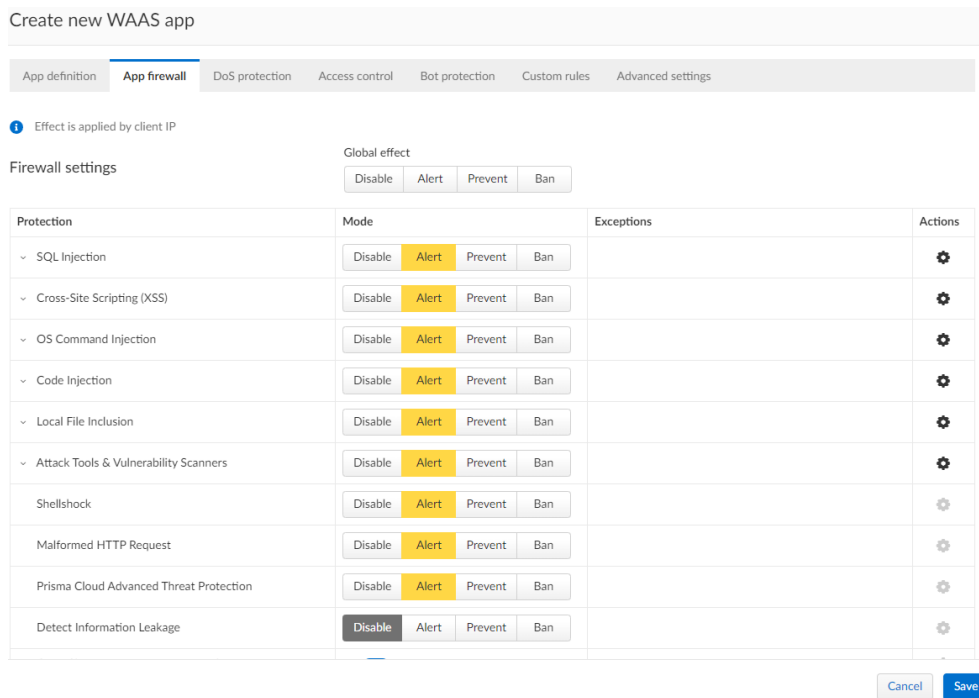 Create new WAAS app
App definition App firewall DoS protection Access control Bot protection Custom rules Advanced settings
Effect is applied by client IP
Global effect
Firewall settings
Disable Alert Prevent Ban
Protection Mode Exceptions Actions
SQL Injection Disable Alert Prevent Ban
Cross-Site Scripting (XSS) Disable Alert Prevent Ban
OS Command Injection Disable Alert Prevent Ban
Code Injection Disable Alert Prevent Ban
Local File Inclusion Disable Alert Prevent Ban
Attack Tools & Vulnerability Scanners Disable Alert Prevent Ban
Shellshock Disable Alert Prevent Ban
Malformed HTTP Request Disable Alert Prevent Ban
Prisma Cloud Advanced Threat Protection Disable Alert Prevent Ban
Detect Information Leakage Disable Alert Prevent Ban
Cancel Save